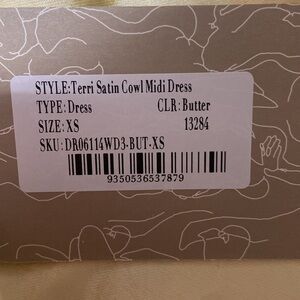 STYLE:Terri Satin Cowl Midi Dress
TYPE:Dress CLR:Butter
SIZE:XS 13284
SKU:DR06114WD3-BUT-XS
9350536537879